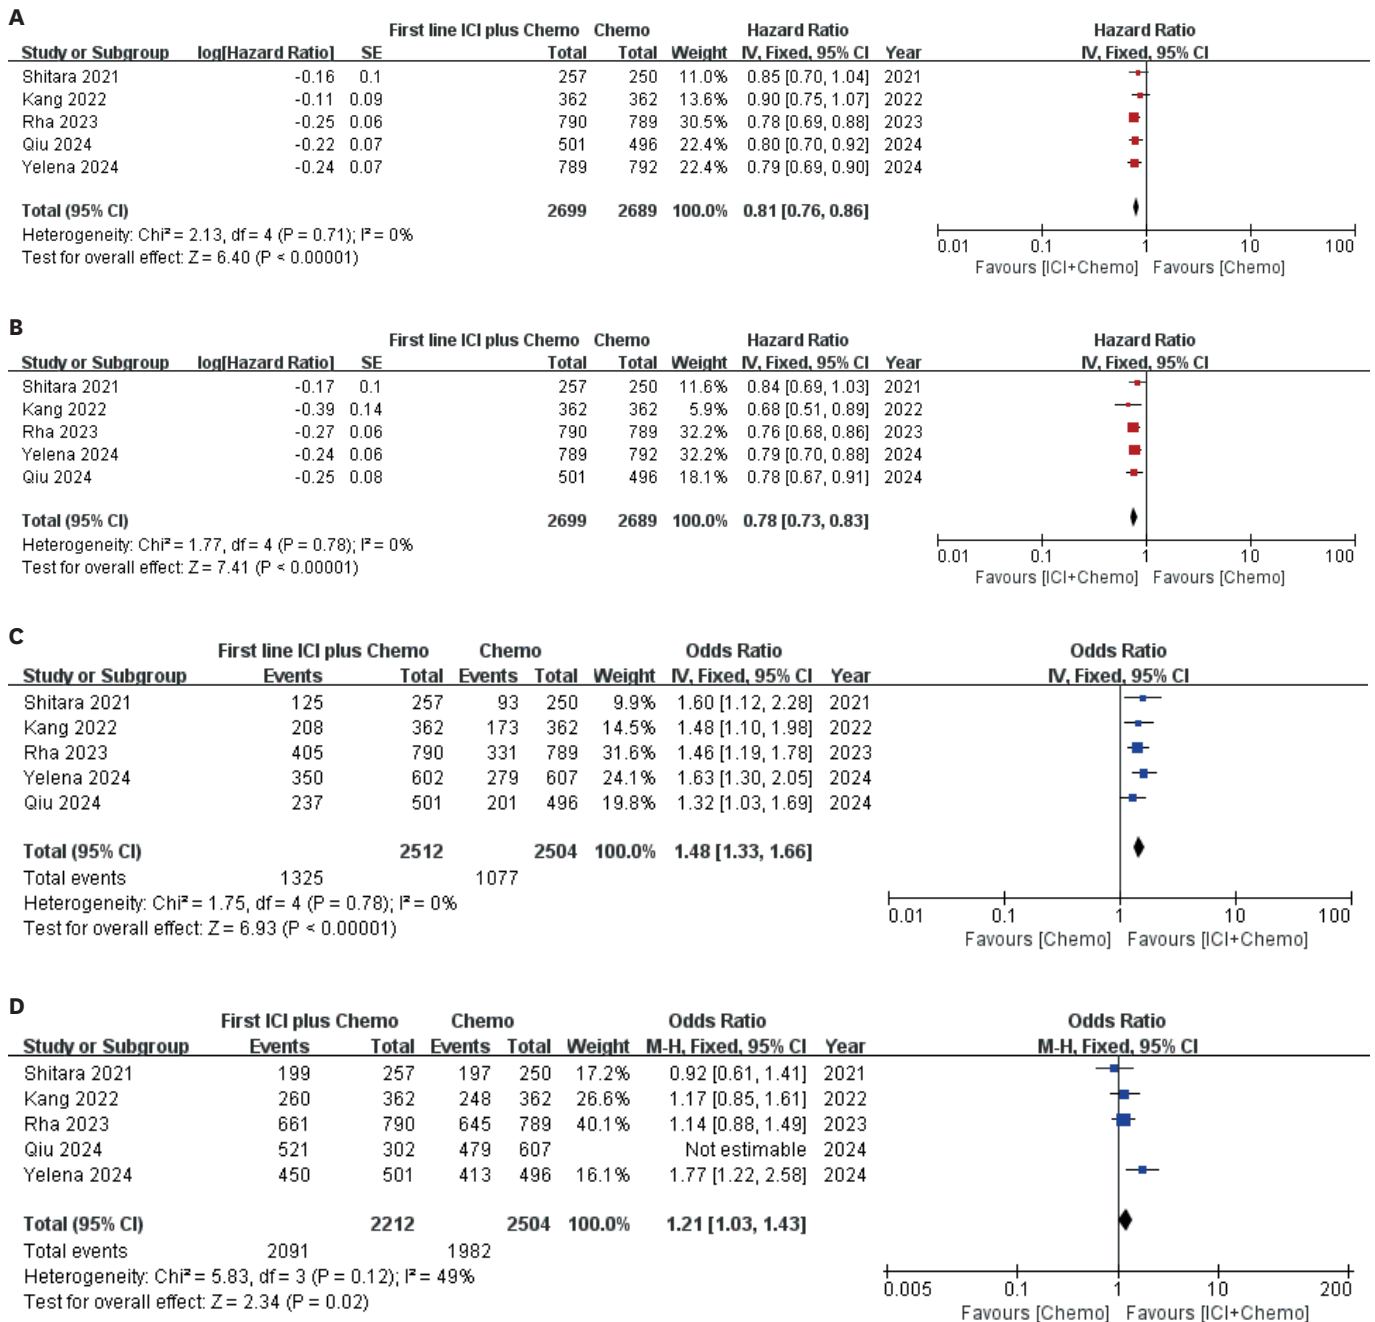 A
First line ICI plus Chemo Chemo Hazard Ratio Hazard Ratio
Study or Subgroup log[Hazard Ratio] SE Total Total Weight IV, Fixed, 95% CI Year IV, Fixed, 95% CI
Shitara 2021 -0.16 0.1 257 250 11.0% 0.85 [0.70, 1.04] 2021
Kang 2022 -0.11 0.09 362 362 13.6% 0.90 [0.75, 1.07] 2022
Rha 2023 -0.25 0.06 790 789 30.5% 0.78 [0.69, 0.88] 2023
Qiu 2024 -0.22 0.07 501 496 22.4% 0.80 [0.70, 0.92] 2024
Yelena 2024 -0.24 0.07 789 792 22.4% 0.79 [0.69, 0.90] 2024
Total (95% CI) 2699 2689 100.0% 0.81 [0.76, 0.86]
Heterogeneity: Chi² = 2.13, df = 4 (P = 0.71); I² = 0%
Test for overall effect: Z = 6.40 (P < 0.00001)
0.01 0.1 1 10 100
Favours [ICI+Chemo] Favours [Chemo]
B
First line ICI plus Chemo Chemo Hazard Ratio Hazard Ratio
Study or Subgroup log[Hazard Ratio] SE Total Total Weight IV, Fixed, 95% CI Year IV, Fixed, 95% CI
Shitara 2021 -0.17 0.1 257 250 11.6% 0.84 [0.69, 1.03] 2021
Kang 2022 -0.39 0.14 362 362 5.9% 0.68 [0.51, 0.89] 2022
Rha 2023 -0.27 0.06 790 789 32.2% 0.76 [0.68, 0.86] 2023
Yelena 2024 -0.24 0.06 789 792 32.2% 0.79 [0.70, 0.88] 2024
Qiu 2024 -0.25 0.08 501 496 18.1% 0.78 [0.67, 0.91] 2024
Total (95% CI) 2699 2689 100.0% 0.78 [0.73, 0.83]
Heterogeneity: Chi² = 1.77, df = 4 (P = 0.78); I² = 0%
Test for overall effect: Z = 7.41 (P < 0.00001)
0.01 0.1 1 10 100
Favours [ICI+Chemo] Favours [Chemo]
C
First line ICI plus Chemo Chemo Odds Ratio Odds Ratio
Study or Subgroup Events Total Events Total Weight IV, Fixed, 95% CI Year IV, Fixed, 95% CI
Shitara 2021 125 257 93 250 9.9% 1.60 [1.12, 2.28] 2021
Kang 2022 208 362 173 362 14.5% 1.48 [1.10, 1.98] 2022
Rha 2023 405 790 331 789 31.6% 1.46 [1.19, 1.78] 2023
Yelena 2024 350 602 279 607 24.1% 1.63 [1.30, 2.05] 2024
Qiu 2024 237 501 201 496 19.8% 1.32 [1.03, 1.69] 2024
Total (95% CI) 2512 2504 100.0% 1.48 [1.33, 1.66]
Total events 1325 1077
Heterogeneity: Chi² = 1.75, df = 4 (P = 0.78); I² = 0%
Test for overall effect: Z = 6.93 (P < 0.00001)
0.01 0.1 1 10 100
Favours [Chemo] Favours [ICI+Chemo]
D
First ICI plus Chemo Chemo Odds Ratio Odds Ratio
Study or Subgroup Events Total Events Total Weight M-H, Fixed, 95% CI Year M-H, Fixed, 95% CI
Shitara 2021 199 257 197 250 17.2% 0.92 [0.61, 1.41] 2021
Kang 2022 260 362 248 362 26.6% 1.17 [0.85, 1.61] 2022
Rha 2023 661 790 645 789 40.1% 1.14 [0.88, 1.49] 2023
Qiu 2024 521 302 479 607 Not estimable 2024
Yelena 2024 450 501 413 496 16.1% 1.77 [1.22, 2.58] 2024
Total (95% CI) 2212 2504 100.0% 1.21 [1.03, 1.43]
Total events 2091 1982
Heterogeneity: Chi² = 5.83, df = 3 (P = 0.12); I² = 49%
Test for overall effect: Z = 2.34 (P = 0.02)
0.005 0.1 1 10 200
Favours [Chemo] Favours [ICI+Chemo]